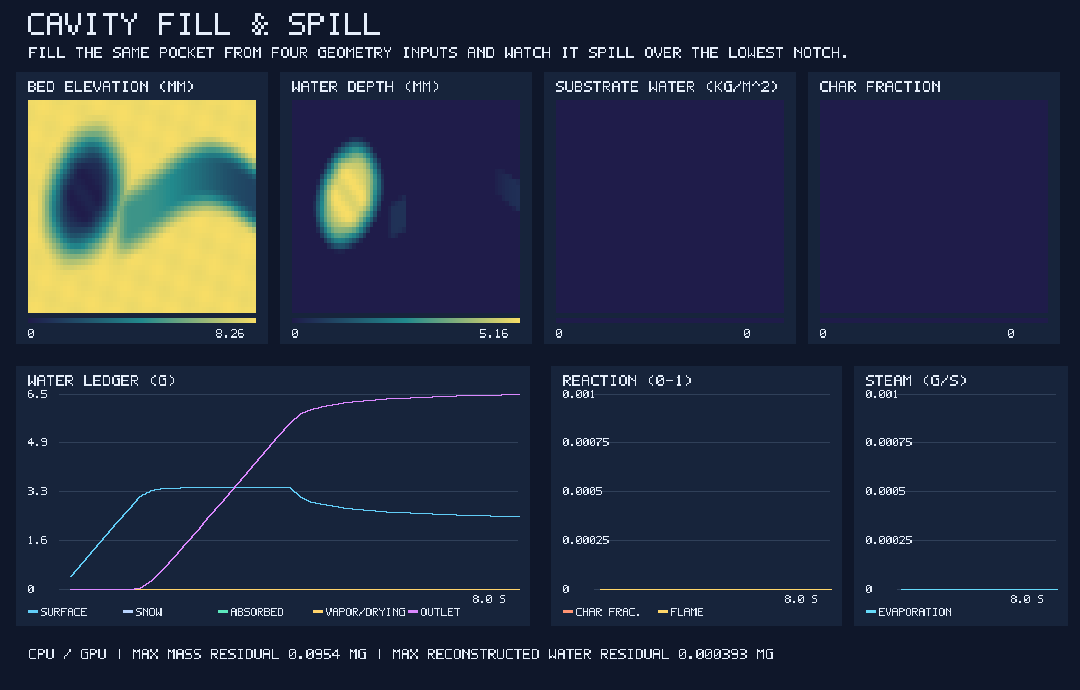 CAVITY FILL & SPILL
FILL THE SAME POCKET FROM FOUR GEOMETRY INPUTS AND WATCH IT SPILL OVER THE LOWEST NOTCH.
BED ELEVATION (MM)
0 8.26
WATER DEPTH (MM)
0 5.16
SUBSTRATE WATER (KG/M^2)
0 0
CHAR FRACTION
0 0
WATER LEDGER (G)
6.5
4.9
3.3
1.6
0
8.0 S
SURFACE SNOW ABSORBED VAPOR/DRYING OUTLET
REACTION (0-1)
0.001
0.00075
0.0005
0.00025
0
8.0 S
CHAR FRAC. FLAME
STEAM (G/S)
0.001
0.00075
0.0005
0.00025
0
8.0 S
EVAPORATION
CPU / GPU | MAX MASS RESIDUAL 0.0954 MG | MAX RECONSTRUCTED WATER RESIDUAL 0.000393 MG